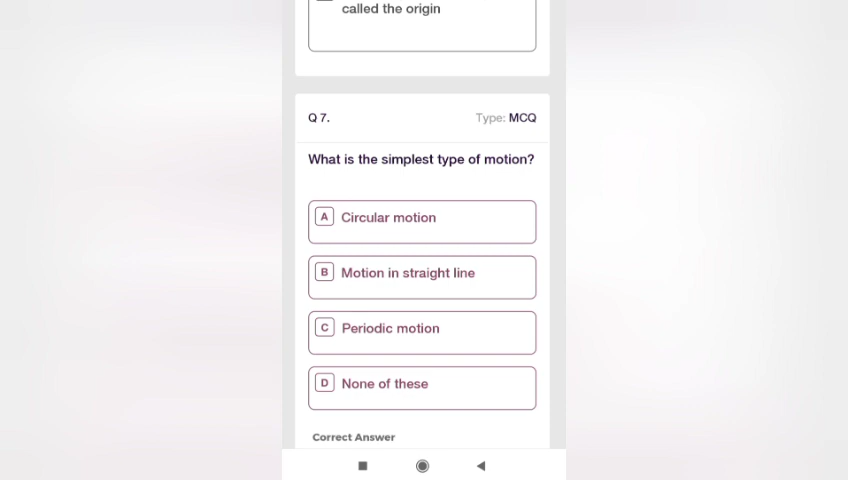 called the origin
Q 7.
Type: MCQ
What is the simplest type of motion?
A Circular motion
B Motion in straight line
C Periodic motion
D None of these
Correct Answer